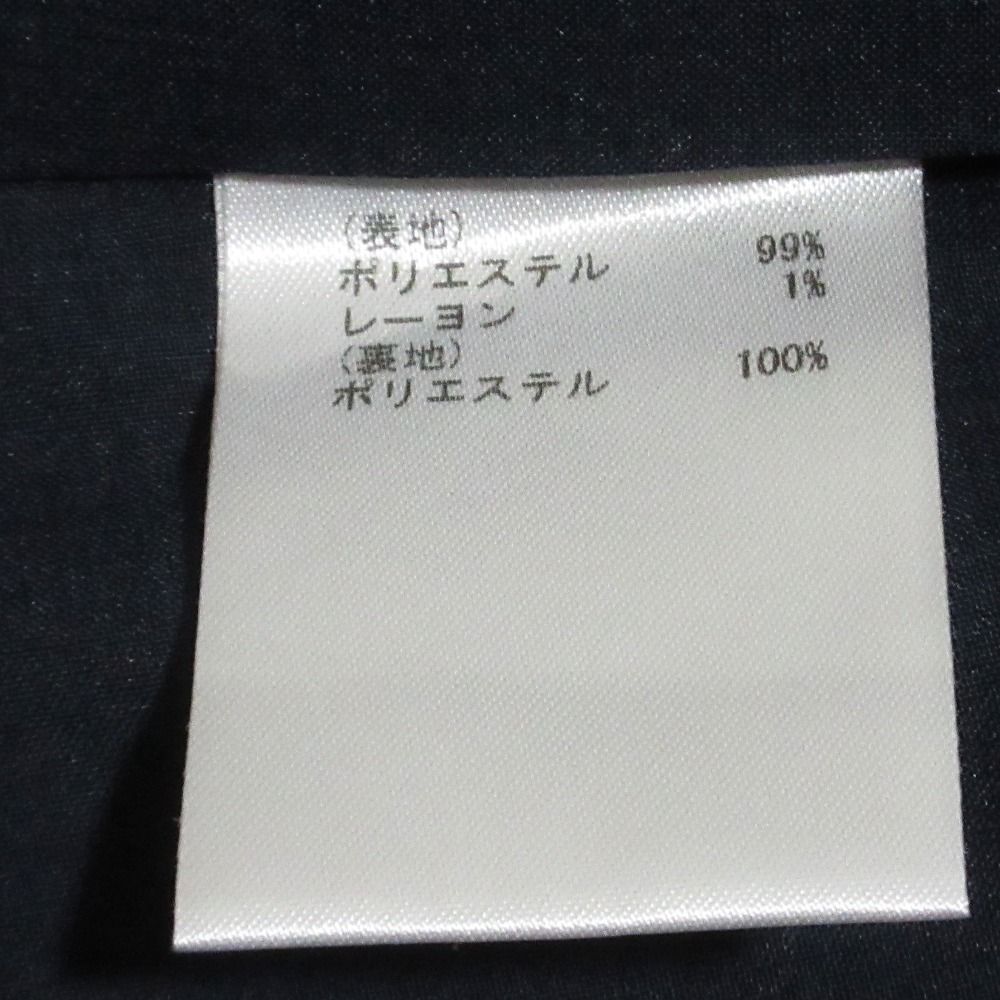 (表地)
ポリエステル 99%
レーヨン 1%
(裏地)
ポリエステル 100%